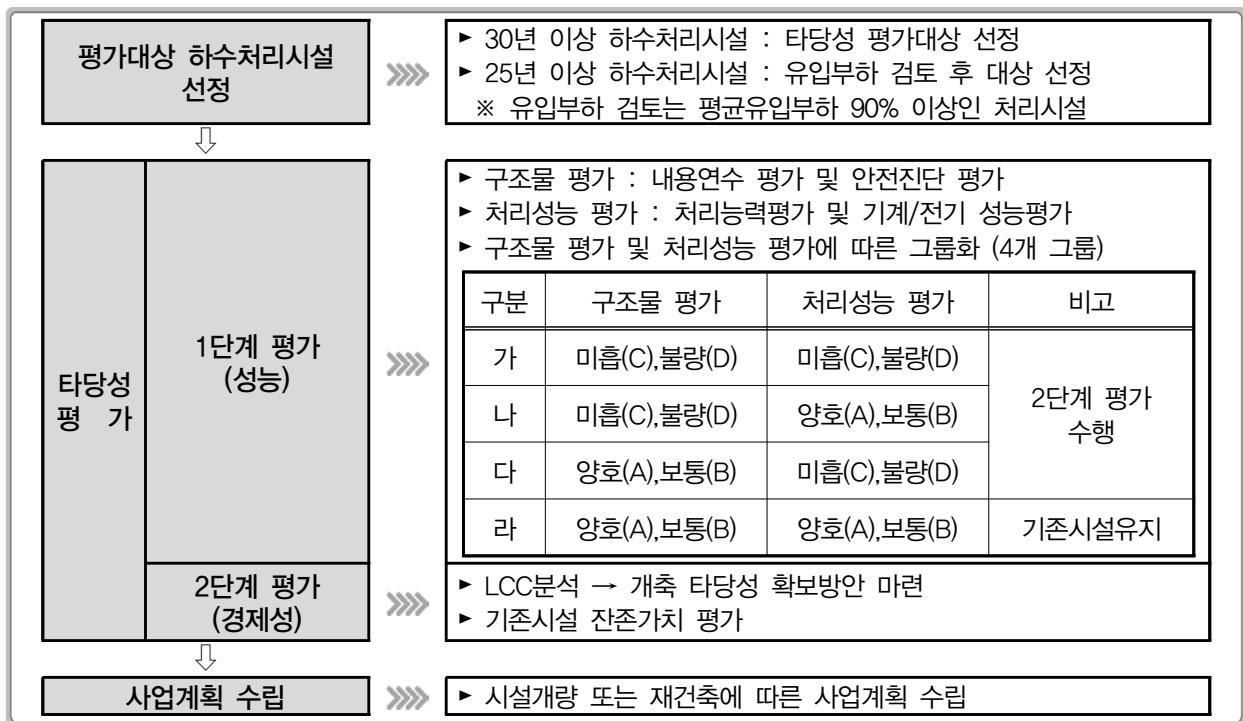 평가대상 하수처리시설
선정
► 30년 이상 하수처리시설 : 타당성 평가대상 선정
► 25년 이상 하수처리시설 : 유입부하 검토 후 대상 선정
※ 유입부하 검토는 평균유입부하 90% 이상인 처리시설
타당성
평 가
1단계 평가
(성능)
► 구조물 평가 : 내용연수 평가 및 안전진단 평가
► 처리성능 평가 : 처리능력평가 및 기계/전기 성능평가
► 구조물 평가 및 처리성능 평가에 따른 그룹화 (4개 그룹)
구분 구조물 평가 처리성능 평가 비고
가 미흡(C),불량(D) 미흡(C),불량(D)
나 미흡(C),불량(D) 양호(A),보통(B)
다 양호(A),보통(B) 미흡(C),불량(D)
2단계 평가
수행
라 양호(A),보통(B) 양호(A),보통(B) 기존시설유지
2단계 평가
(경제성)
► LCC분석 → 개축 타당성 확보방안 마련
► 기존시설 잔존가치 평가
사업계획 수립
► 시설개량 또는 재건축에 따른 사업계획 수립